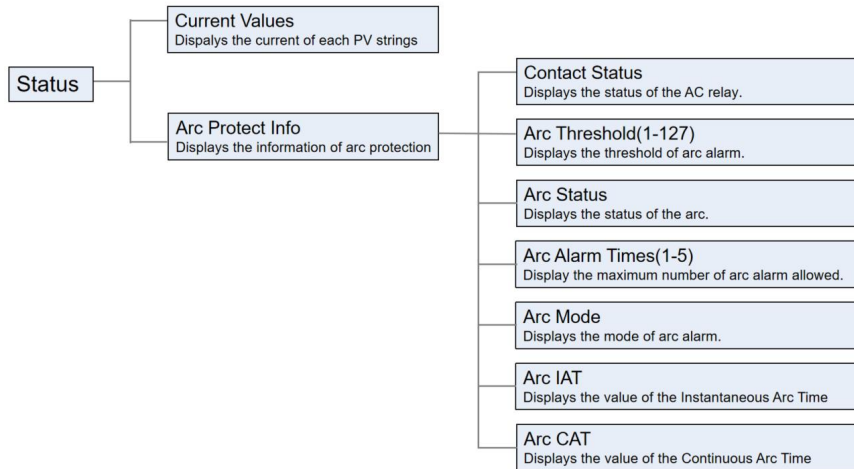 Status
Current Values
Dispalys the current of each PV strings
Arc Protect Info
Displays the information of arc protection
Contact Status
Displays the status of the AC relay.
Arc Threshold(1-127)
Displays the threshold of arc alarm.
Arc Status
Displays the status of the arc.
Arc Alarm Times(1-5)
Display the maximum number of arc alarm allowed.
Arc Mode
Displays the mode of arc alarm.
Arc IAT
Displays the value of the Instantaneous Arc Time
Arc CAT
Displays the value of the Continuous Arc Time